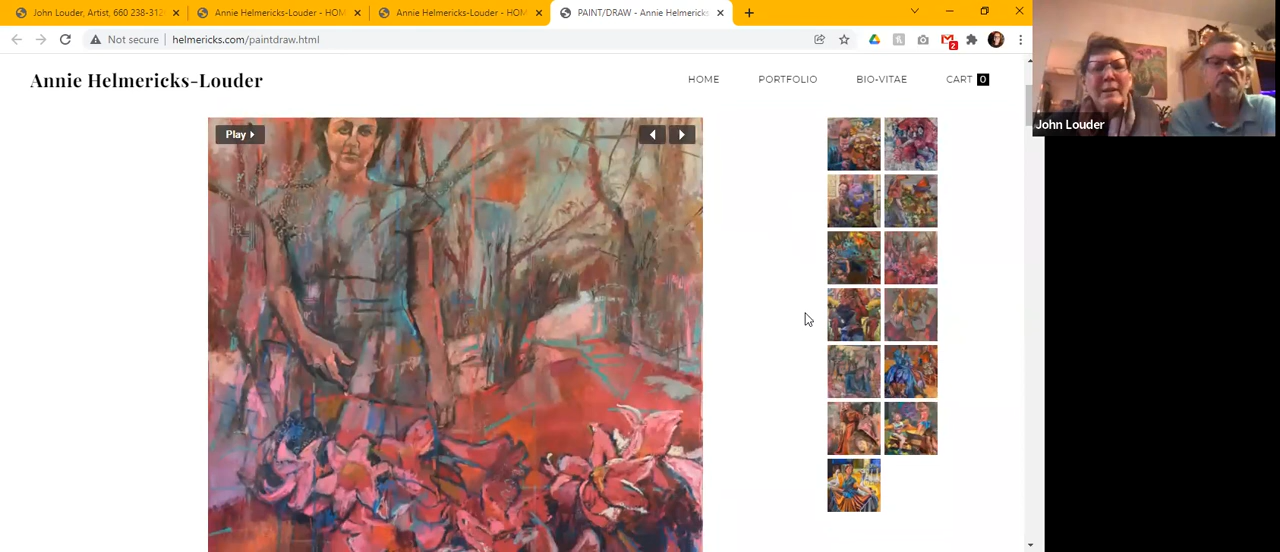 John Louder, Artist, 660 238-312
Annie Helmericks-Louder - HOM
Annie Helmericks-Louder - HOM
PAINT/DRAW - Annie Helmericks
Not secure
helmericks.com/paintdraw.html
2
Annie Helmericks-Louder
HOME
PORTFOLIO
BIO-VITAE
CART 0
Play
John Louder